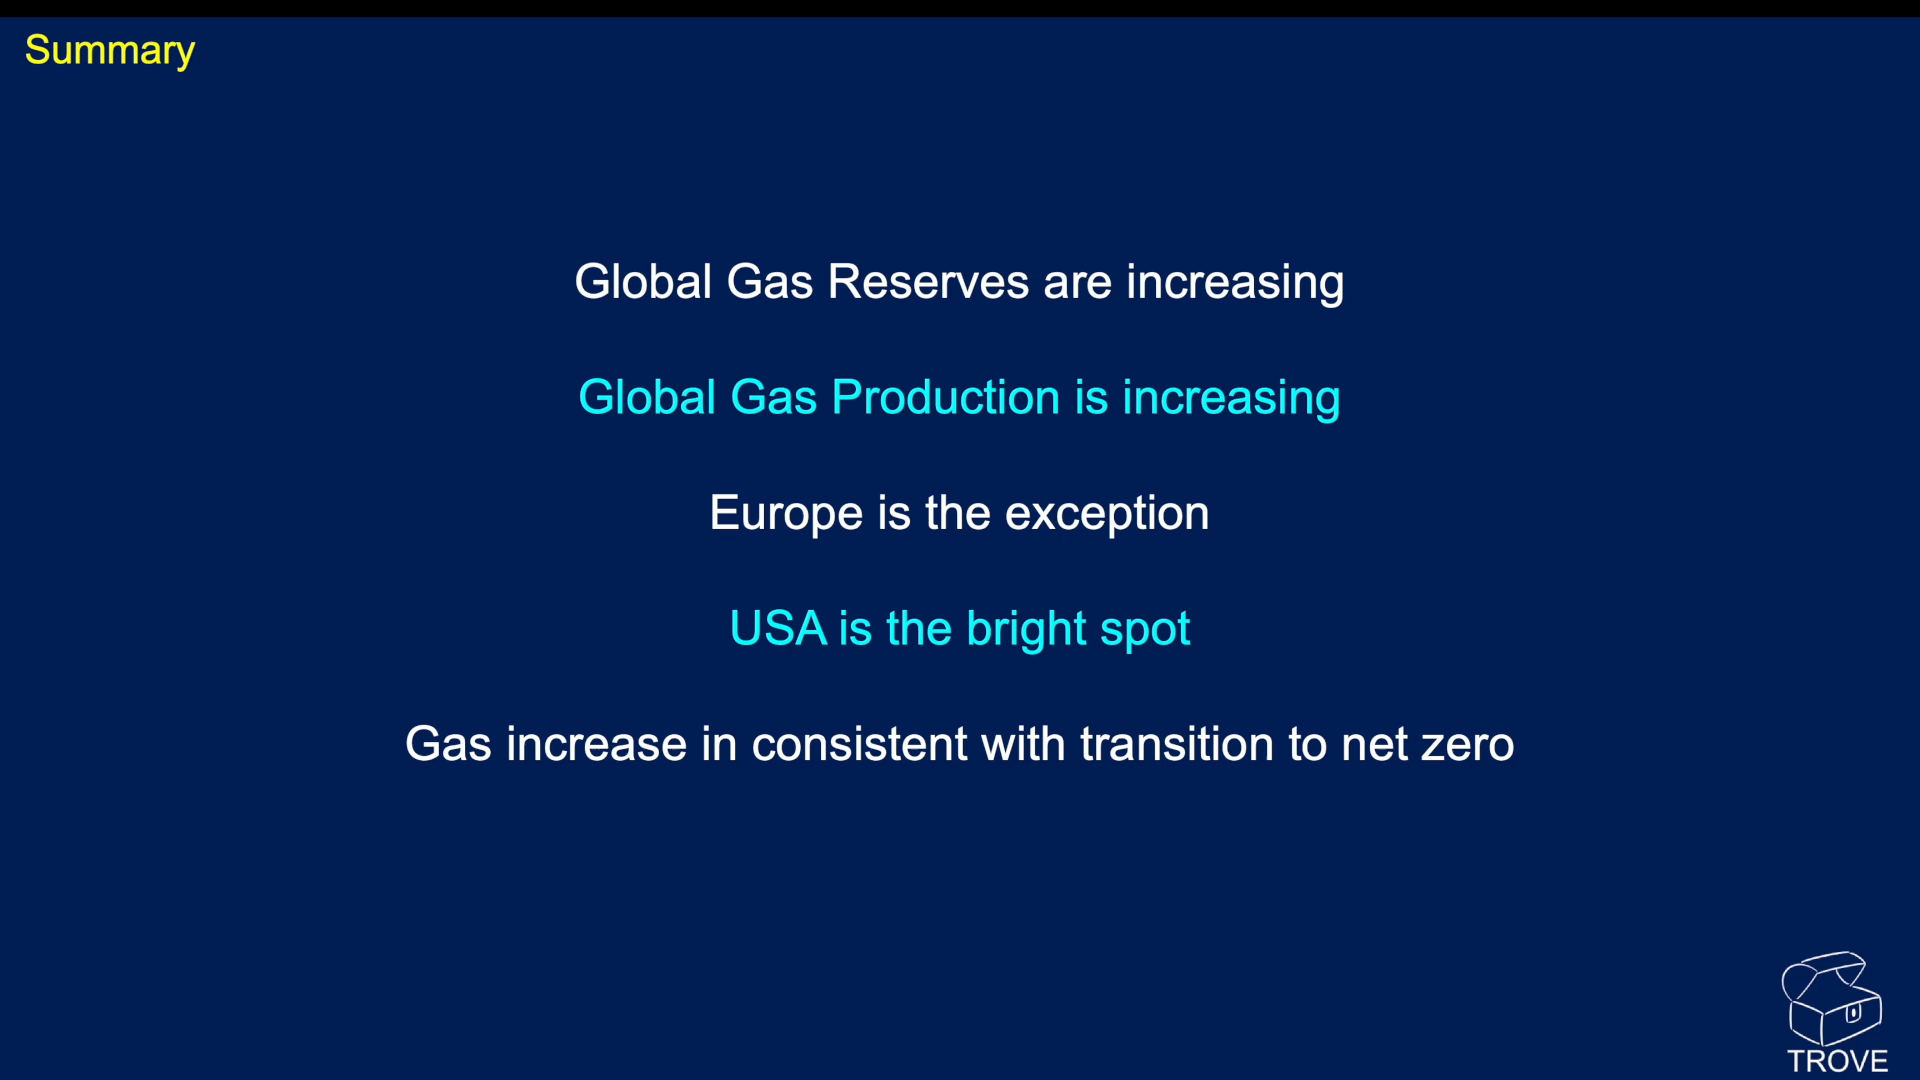 Summary
Global Gas Reserves are increasing
Global Gas Production is increasing
Europe is the exception
USA is the bright spot
Gas increase in consistent with transition to net zero
TROVE